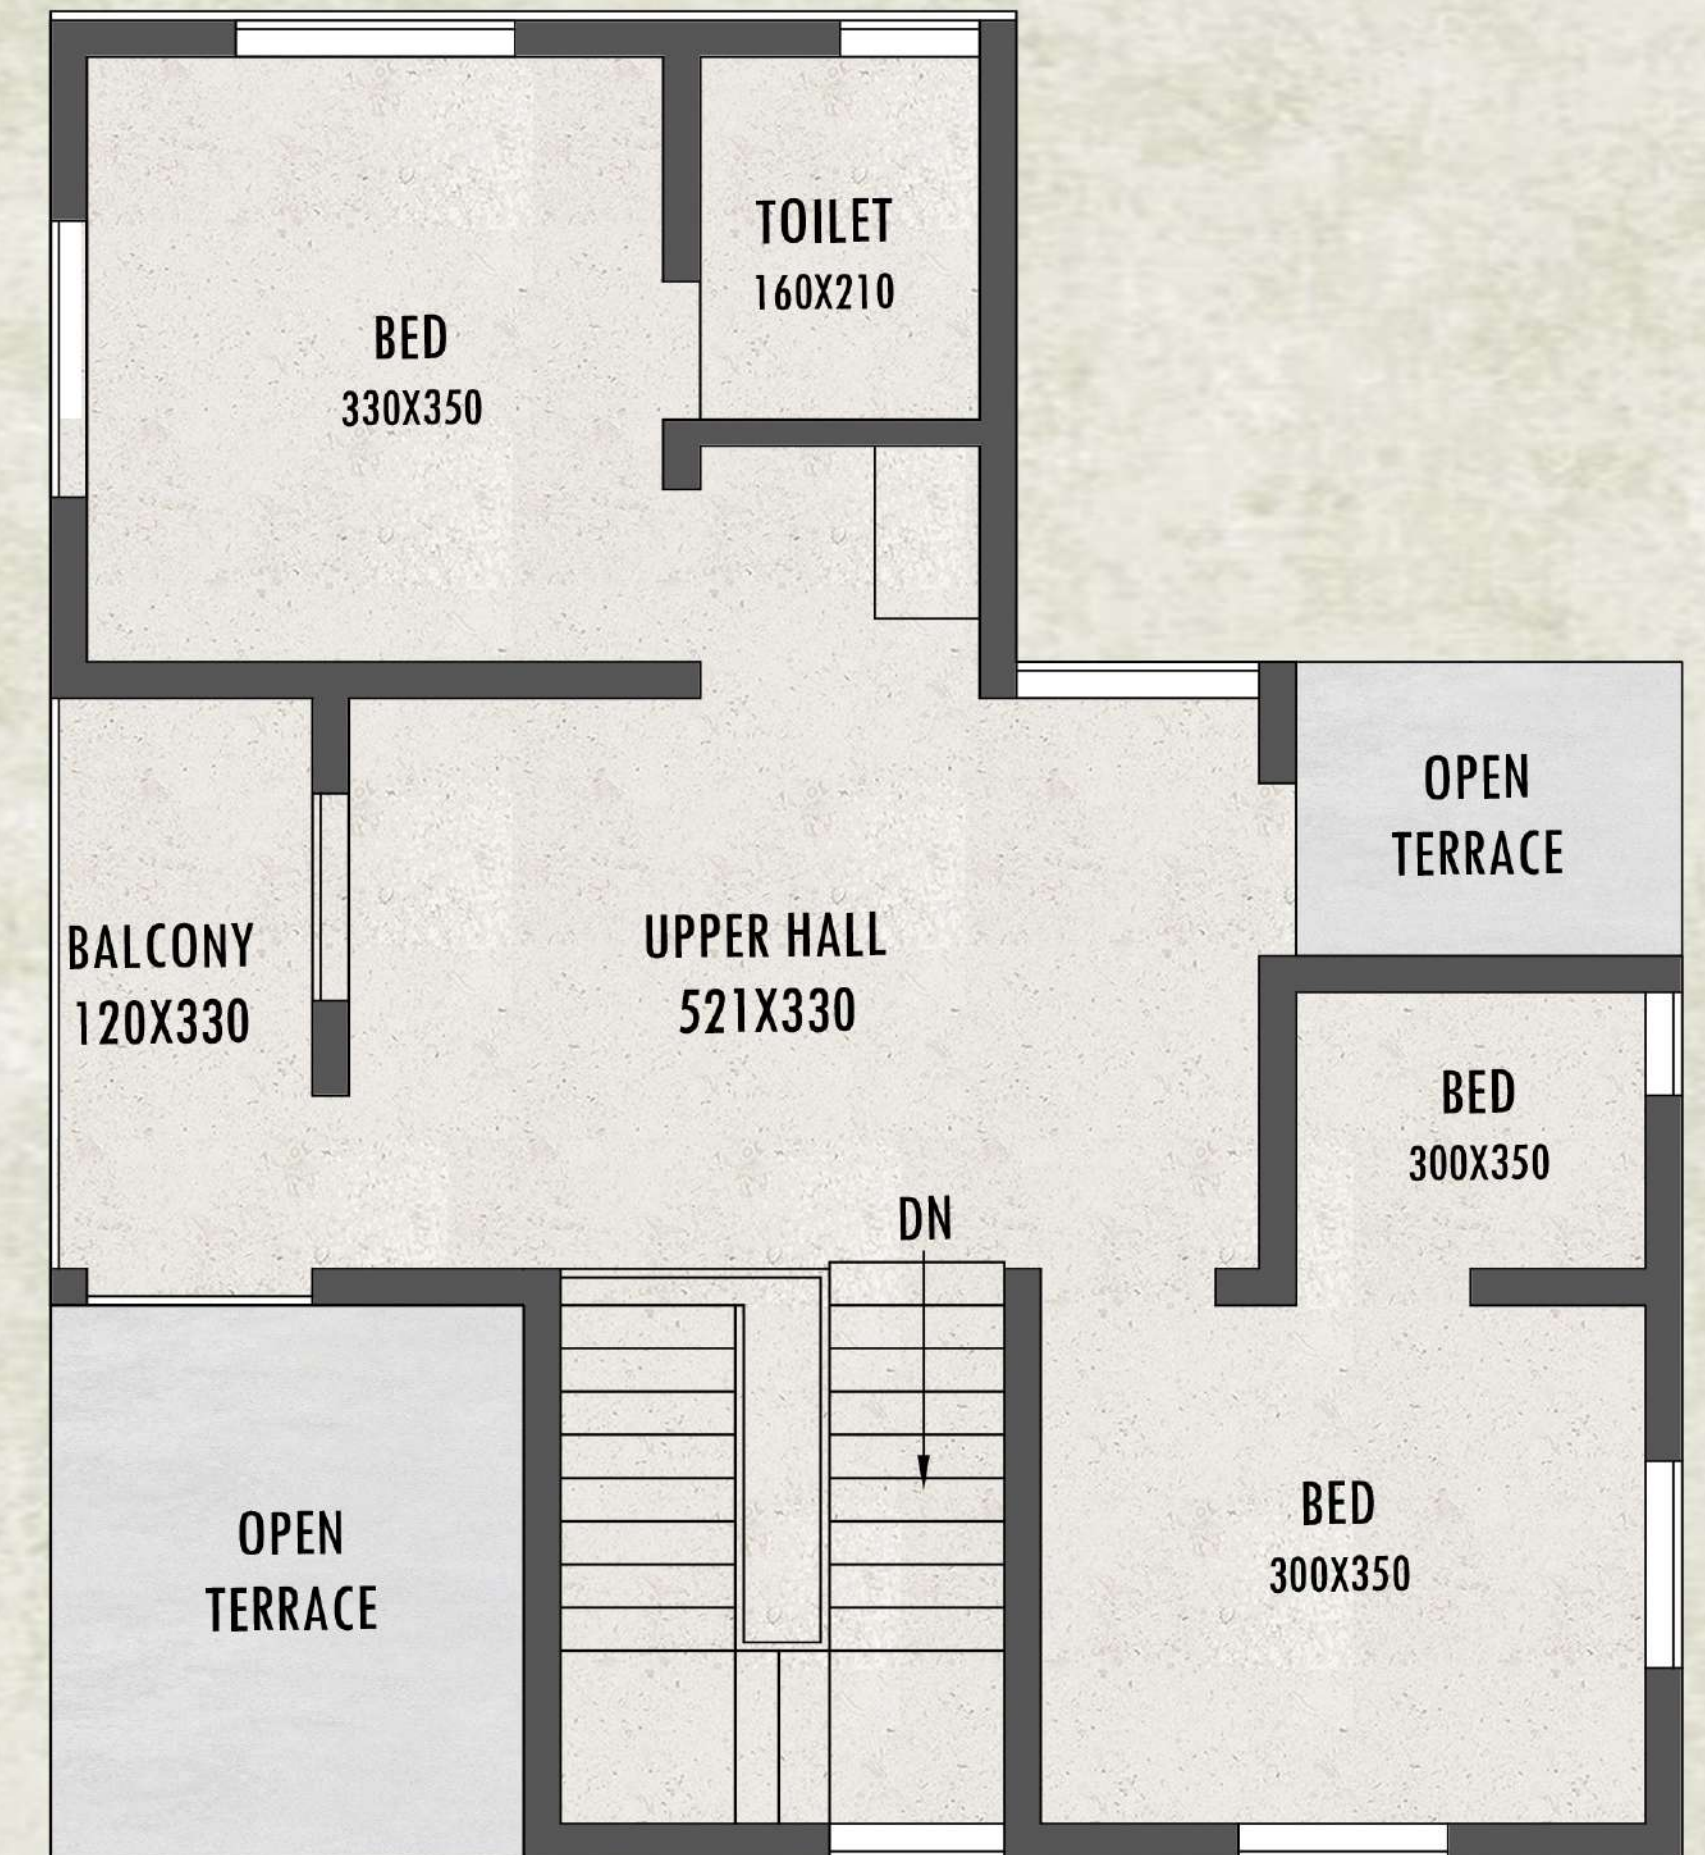 TOILET
160X210
BED
330X350
OPEN
TERRACE
BALCONY
120X330
UPPER HALL
521X330
BED
300X350
DN
BED
300X350
OPEN
TERRACE